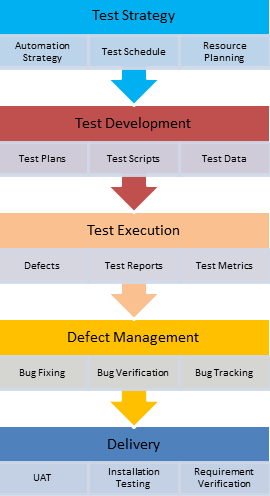 Test Strategy
Automation Test Schedule Resource
Strategy Planning
Test Development
Test Plans Test Scripts Test Data
Test Execution
Defects Test Reports Test Metrics
Defect Management
Bug Fixing Bug Verification Bug Tracking
Delivery
UAT Installation Requirement
Testing Verification